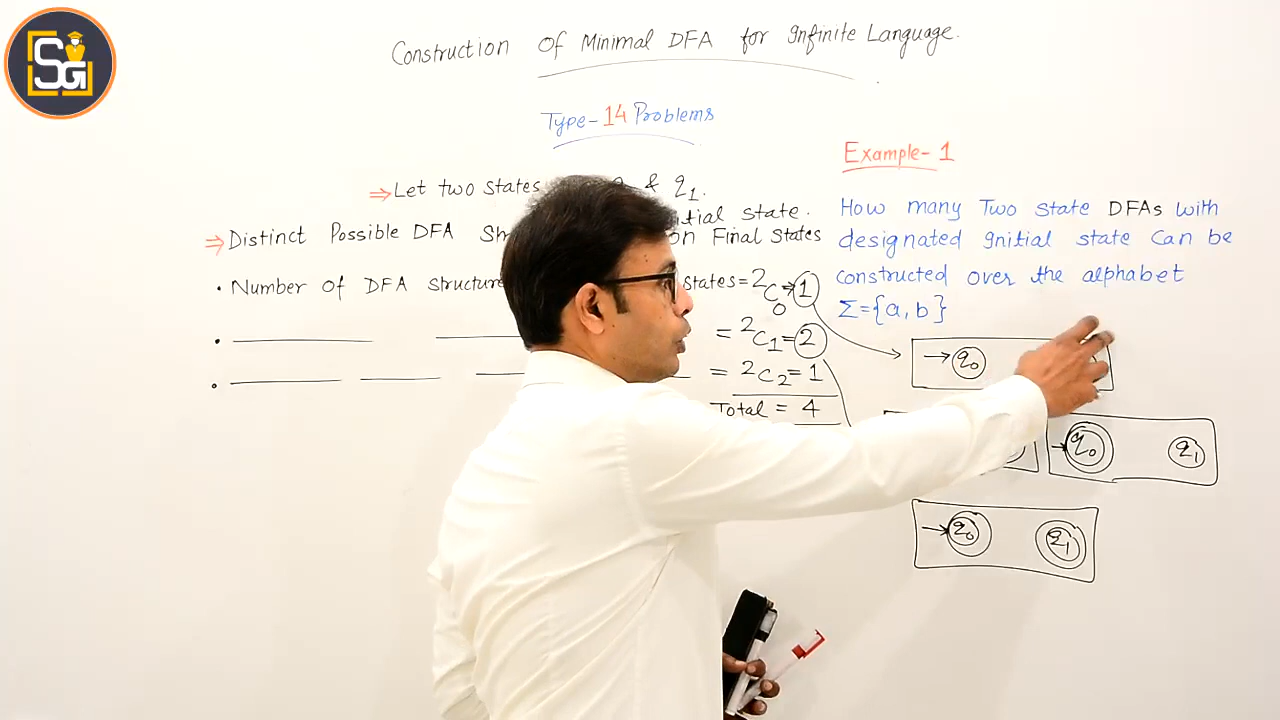 SG
Construction Of Minimal DFA for Infinite Language.
Type-14 Problems
⇒ Let two states & q1.
itial state.
⇒ Distinct Possible DFA on Final States
• Number of DFA structure states = 2C0 ⇒ 1
• = 2C1 = 2
• = 2C2 = 1
Total = 4
Example-1
How many Two state DFAs with
designated Initial state Can be
constructed over the alphabet
Σ={a, b}
→ q0
→ q0 q1
→ q0 q1